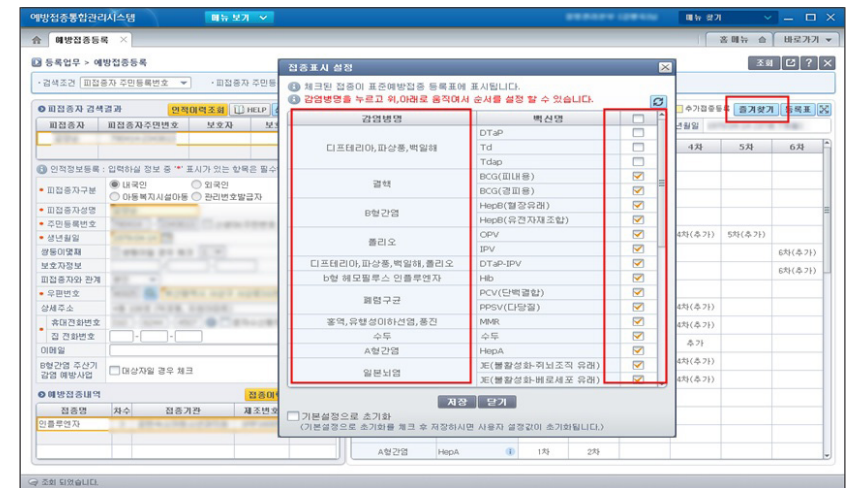 예방접종통합관리시스템
메뉴 보기
메뉴 찾기
예방접종등록
홈 메뉴
바로가기
등록업무 > 예방접종등록
조회
검색조건
피접종자 주민등록번호
피접종자 주민등
피접종자 검색결과
인적이력조회
HELP
피접종자
피접종자주민번호
보호자
인적정보등록 : 입력하실 정보 중 "*" 표시가 있는 항목은 필수
피접종자구분
내국인
외국인
아동복지시설아동
관리번호발급자
피접종자성명
주민등록번호
생년월일
쌍둥이몇째
보호자정보
피접종자와 관계
우편번호
상세주소
휴대전화번호
집 전화번호
이메일
B형간염 주산기
감염 예방사업
대상자일 경우 체크
예방접종내역
접종명
차수
접종기관
제조번호
인플루엔자
조회 되었습니다.
접종표시 설정
체크된 접종이 표준예방접종 등록표에 표시됩니다.
감염병명을 누르고 위,아래로 움직여서 순서를 설정 할 수 있습니다.
감염병명
백신명
디프테리아,파상풍,백일해
DTaP
Td
Tdap
결핵
BCG(피내용)
BCG(경피용)
B형간염
HepB(혈장유래)
HepB(유전자재조합)
폴리오
OPV
IPV
디프테리아,파상풍,백일해,폴리오
DTaP-IPV
b형 헤모필루스 인플루엔자
Hib
폐렴구균
PCV(단백결합)
PPSV(다당질)
홍역,유행성이하선염,풍진
MMR
수두
수두
A형간염
HepA
일본뇌염
JE(불활성화-쥐뇌조직 유래)
JE(불활성화-베로세포 유래)
저장
닫기
기본설정으로 초기화
(기본설정으로 초기화를 체크 후 저장하시면 사용자 설정값이 초기화됩니다.)
추가접종등록
즐겨찾기
등록표
4차
5차
6차
4차(추가)
5차(추가)
6차(추가)
6차(추가)
4차(추가)
4차(추가)
추가
4차(추가)
4차(추가)
A형간염
HepA
1차
2차